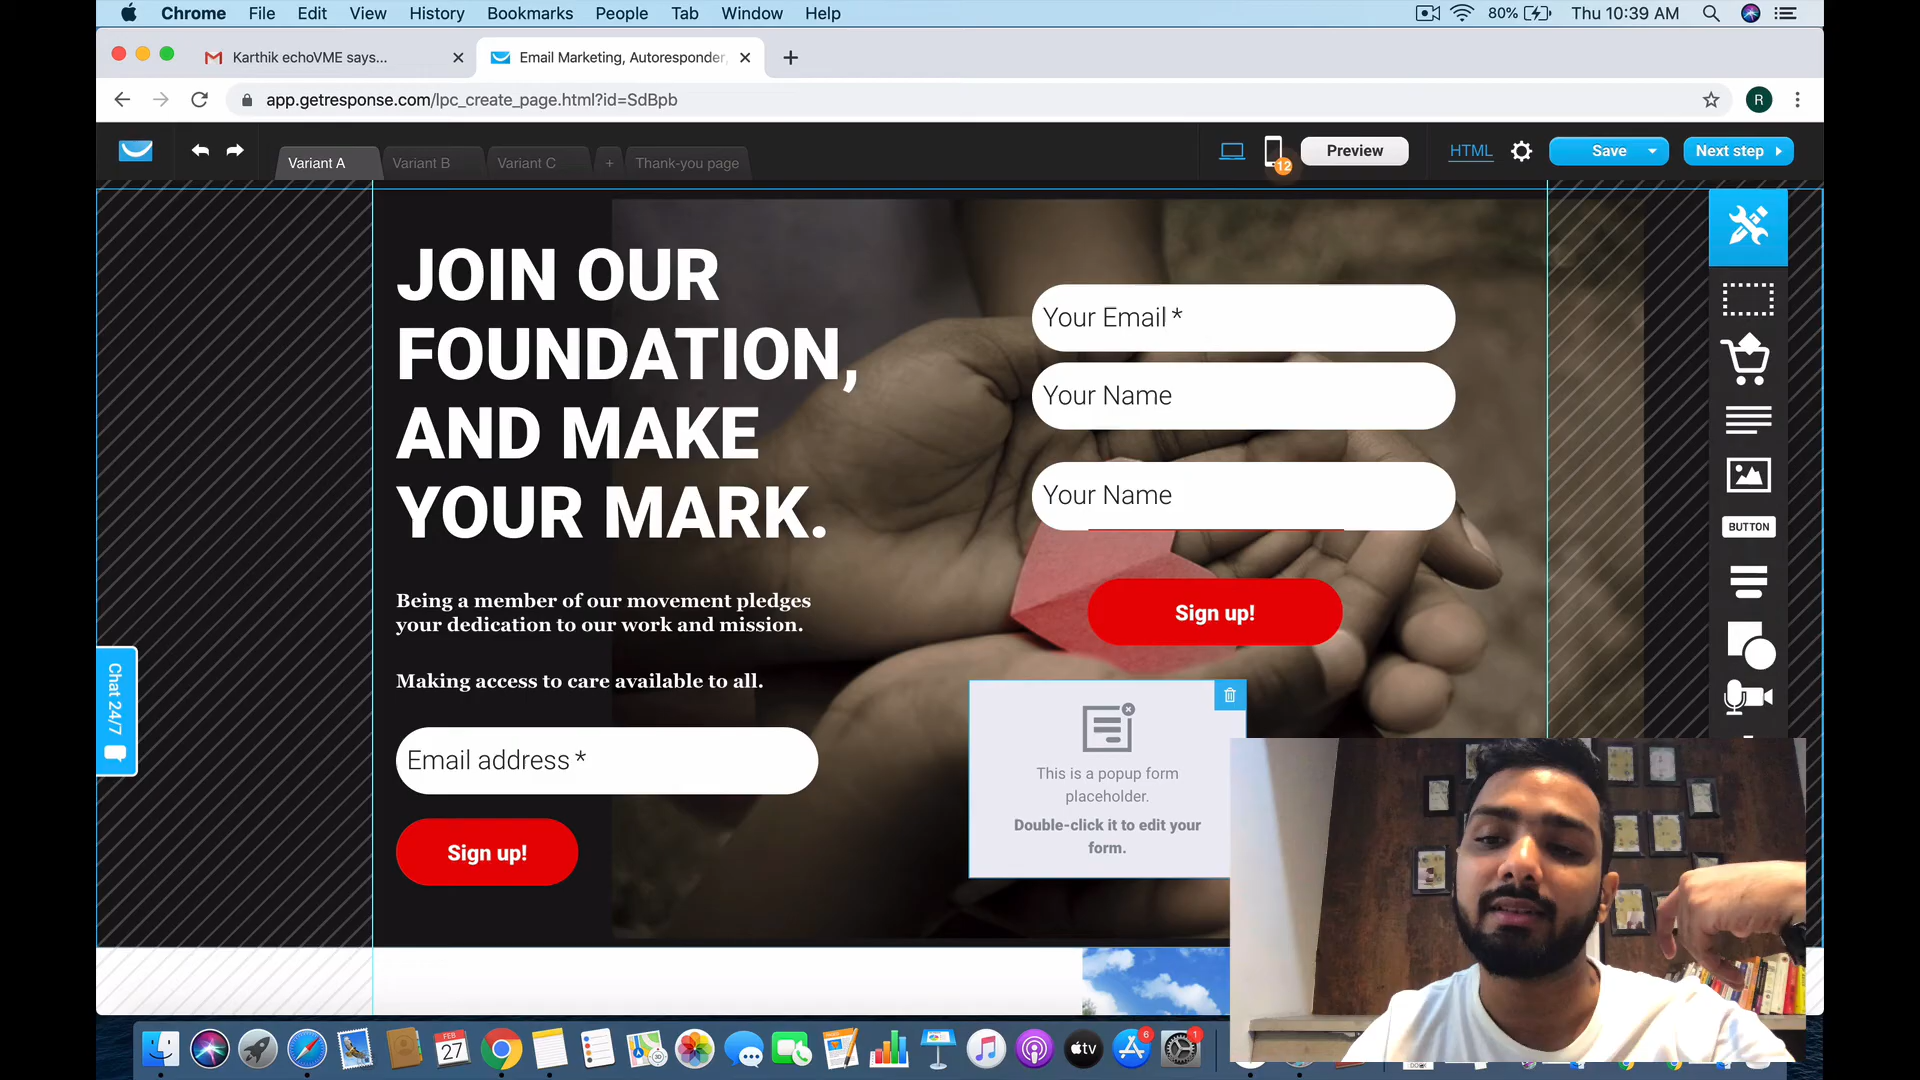 Chrome File Edit View History Bookmarks People Tab Window Help 80% Thu 10:39 AM
Karthik echoVME says...
Email Marketing, Autoresponder,
app.getresponse.com/lpc_create_page.html?id=SdBpb
R
Variant A Variant B Variant C + Thank-you page
12
Preview HTML Save Next step
JOIN OUR
FOUNDATION,
AND MAKE
YOUR MARK.
Being a member of our movement pledges
your dedication to our work and mission.
Making access to care available to all.
Email address *
Sign up!
Your Email *
Your Name
Your Name
Sign up!
This is a popup form
placeholder.
Double-click it to edit your
form.
BUTTON
Chat 24/7
FEB
27
3D
tv
6
1